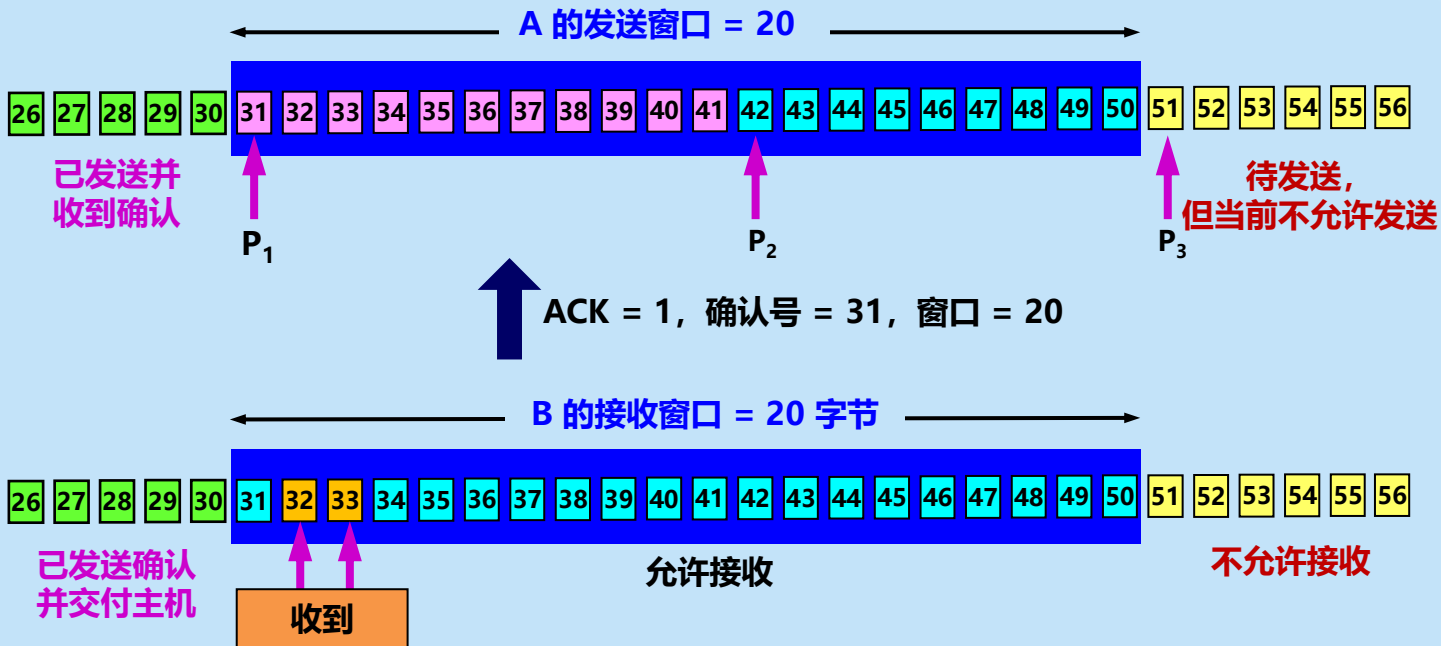 A 的发送窗口 = 20
26 27 28 29 30 31 32 33 34 35 36 37 38 39 40 41 42 43 44 45 46 47 48 49 50 51 52 53 54 55 56
已发送并
收到确认
待发送，
但当前不允许发送
P1
P2
P3
ACK = 1，确认号 = 31，窗口 = 20
B 的接收窗口 = 20 字节
26 27 28 29 30 31 32 33 34 35 36 37 38 39 40 41 42 43 44 45 46 47 48 49 50 51 52 53 54 55 56
已发送确认
并交付主机
允许接收
不允许接收
收到